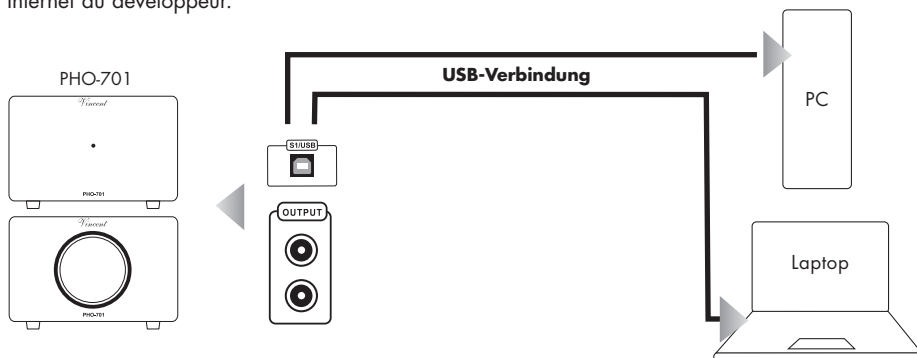 Internet du développeur.
PHO-701
Vincent
PHO-701
Vincent
PHO-701
S1/USB
OUTPUT
USB-Verbindung
PC
Laptop